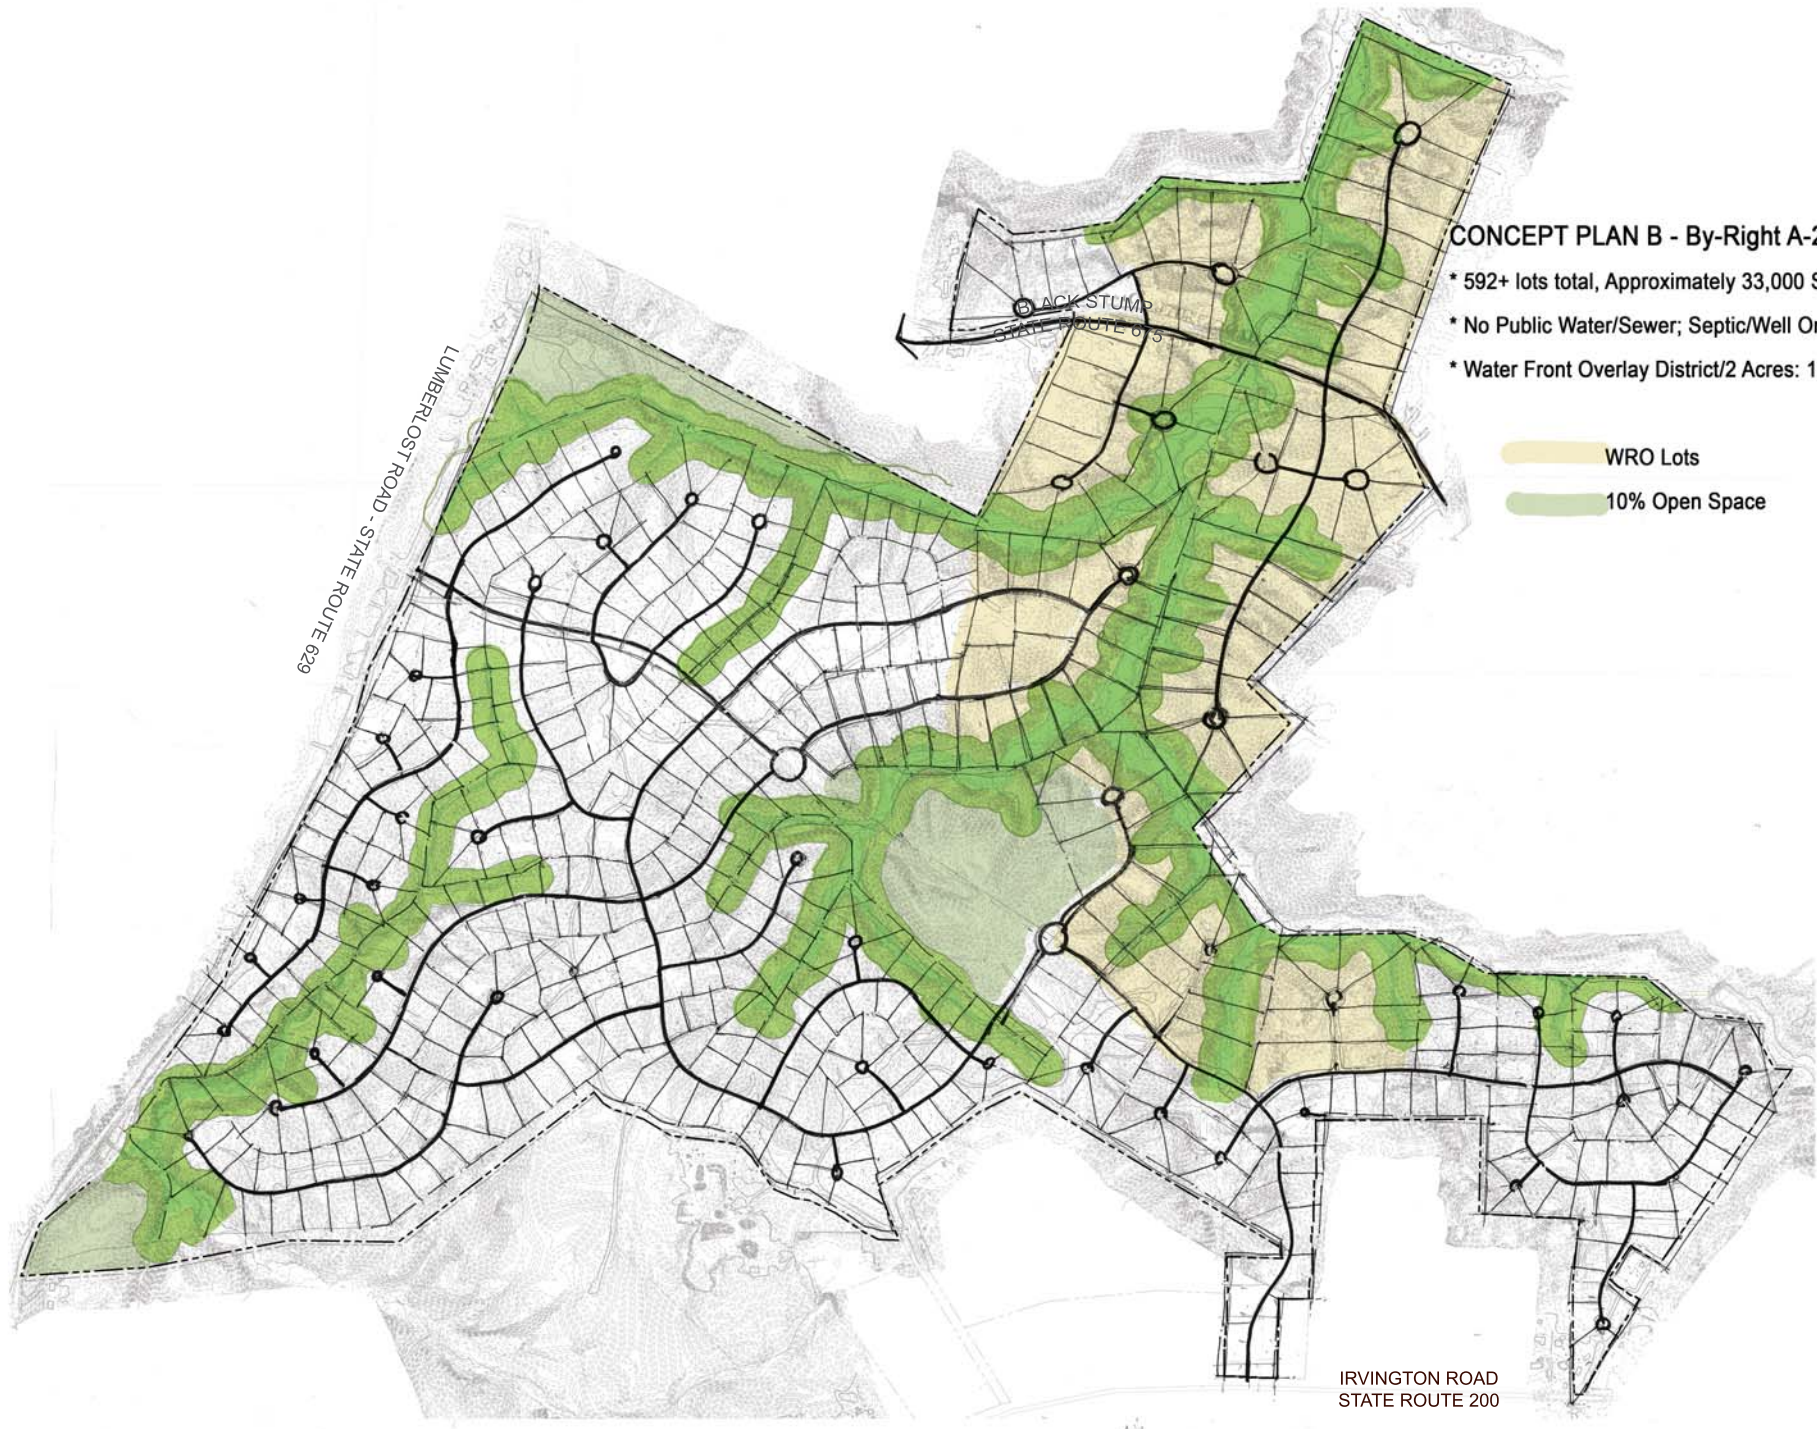 CONCEPT PLAN B - By-Right A-2
* 592+ lots total, Approximately 33,000 S
* No Public Water/Sewer; Septic/Well On
* Water Front Overlay District/2 Acres: 1
BLACK STUMP
STATE ROUTE 675
LUMBERLOST ROAD - STATE ROUTE 629
WRO Lots
10% Open Space
IRVINGTON ROAD
STATE ROUTE 200